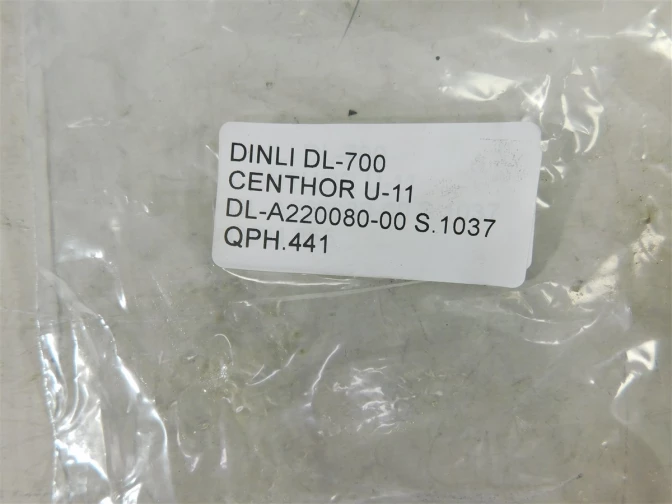 DINLI DL-700
CENTHOR U-11
DL-A220080-00 S.1037
QPH.441